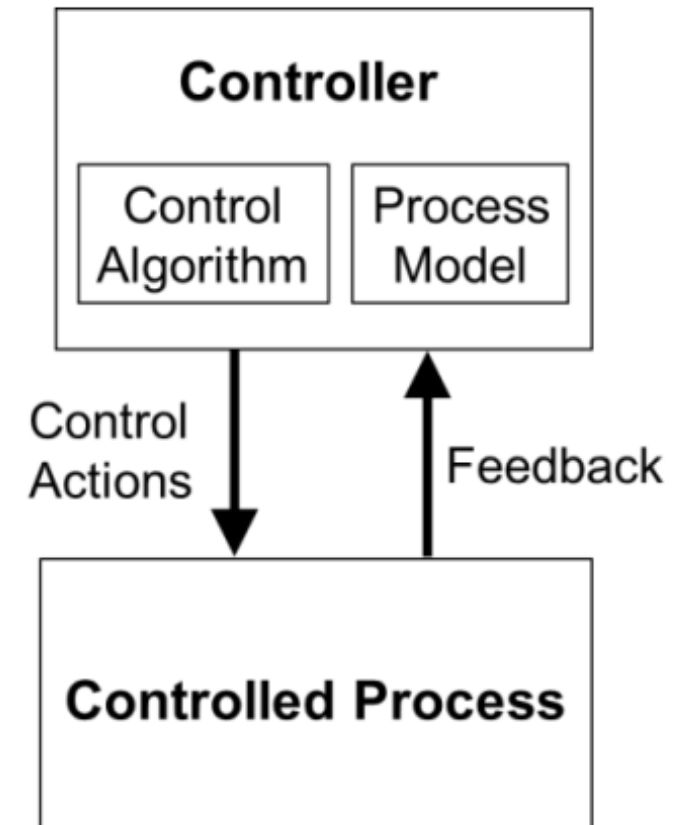 Controller
Control
Algorithm
Process
Model
Control
Actions
Feedback
Controlled Process